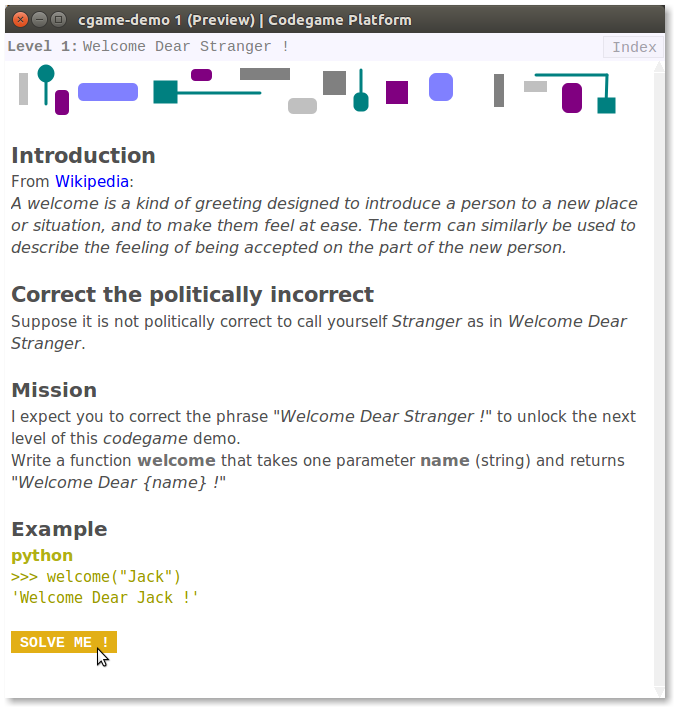 cgame-demo 1 (Preview) | Codegame Platform
Level 1: Welcome Dear Stranger !
Index
Introduction
From Wikipedia:
A welcome is a kind of greeting designed to introduce a person to a new place
or situation, and to make them feel at ease. The term can similarly be used to
describe the feeling of being accepted on the part of the new person.
Correct the politically incorrect
Suppose it is not politically correct to call yourself Stranger as in Welcome Dear
Stranger.
Mission
I expect you to correct the phrase "Welcome Dear Stranger !" to unlock the next
level of this codegame demo.
Write a function welcome that takes one parameter name (string) and returns
"Welcome Dear {name} !"
Example
python
>>> welcome("Jack")
'Welcome Dear Jack !'
SOLVE ME !